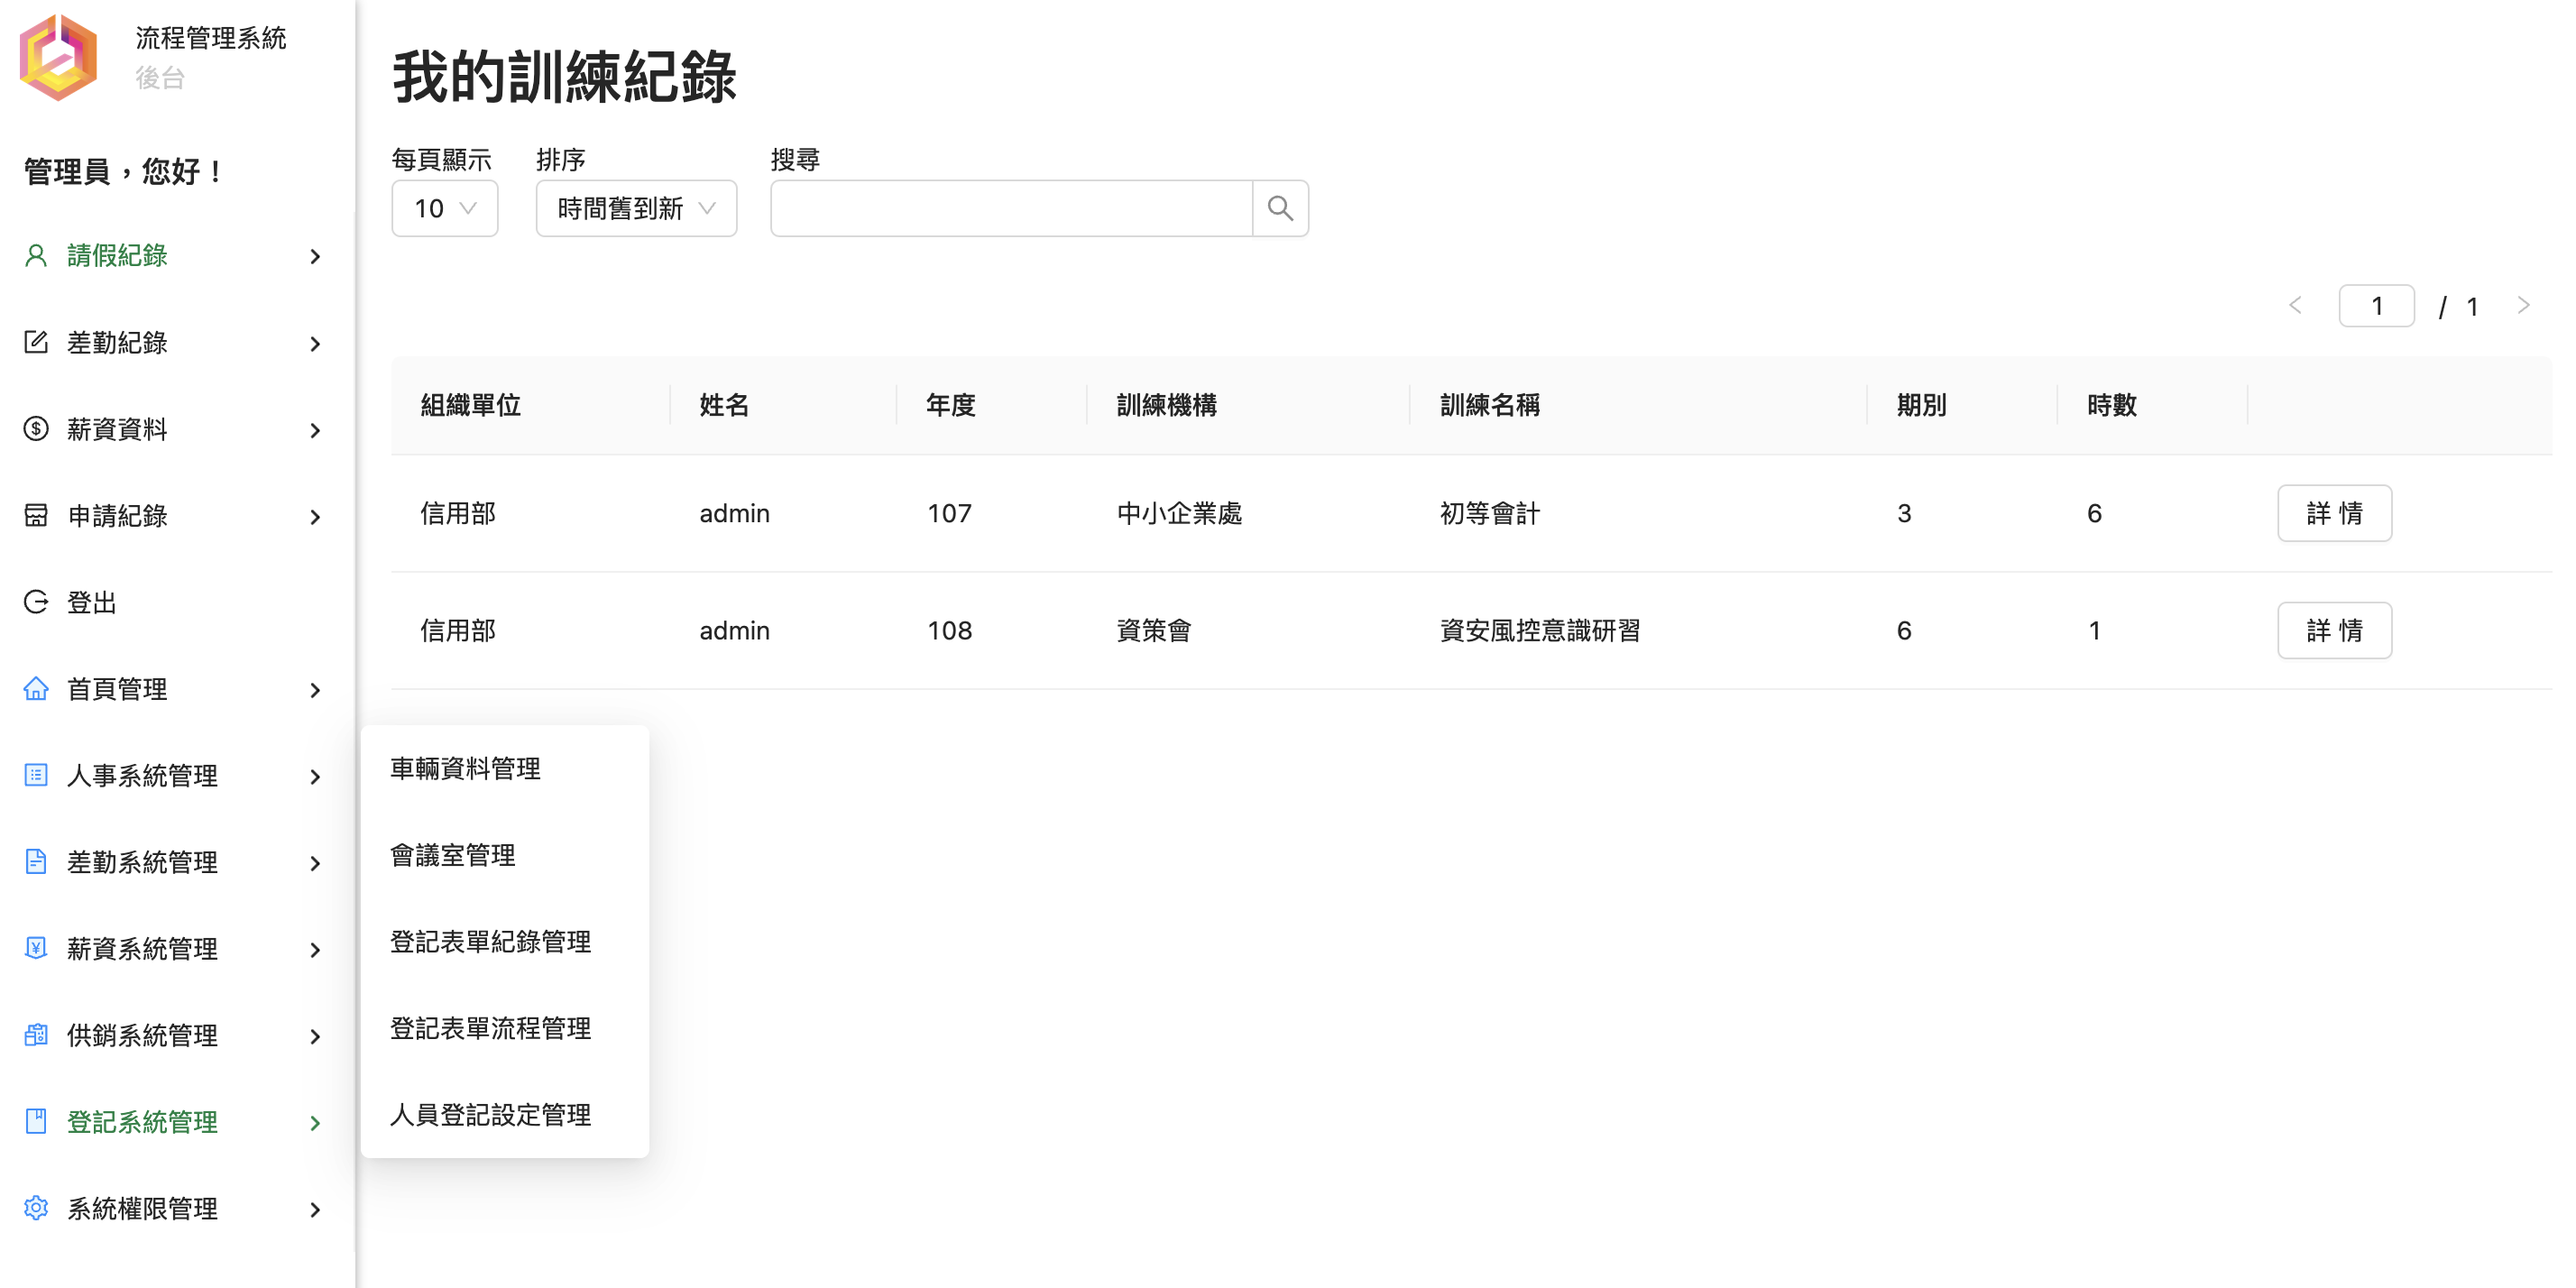 流程管理系統
後台
管理員，您好！
請假紀錄
差勤紀錄
薪資資料
申請紀錄
登出
首頁管理
人事系統管理
差勤系統管理
薪資系統管理
供銷系統管理
登記系統管理
系統權限管理
我的訓練紀錄
每頁顯示 排序 搜尋
10 時間舊到新
1 / 1
組織單位 姓名 年度 訓練機構 訓練名稱 期別 時數
信用部 admin 107 中小企業處 初等會計 3 6 詳 情
信用部 admin 108 資策會 資安風控意識研習 6 1 詳 情
車輛資料管理
會議室管理
登記表單紀錄管理
登記表單流程管理
人員登記設定管理